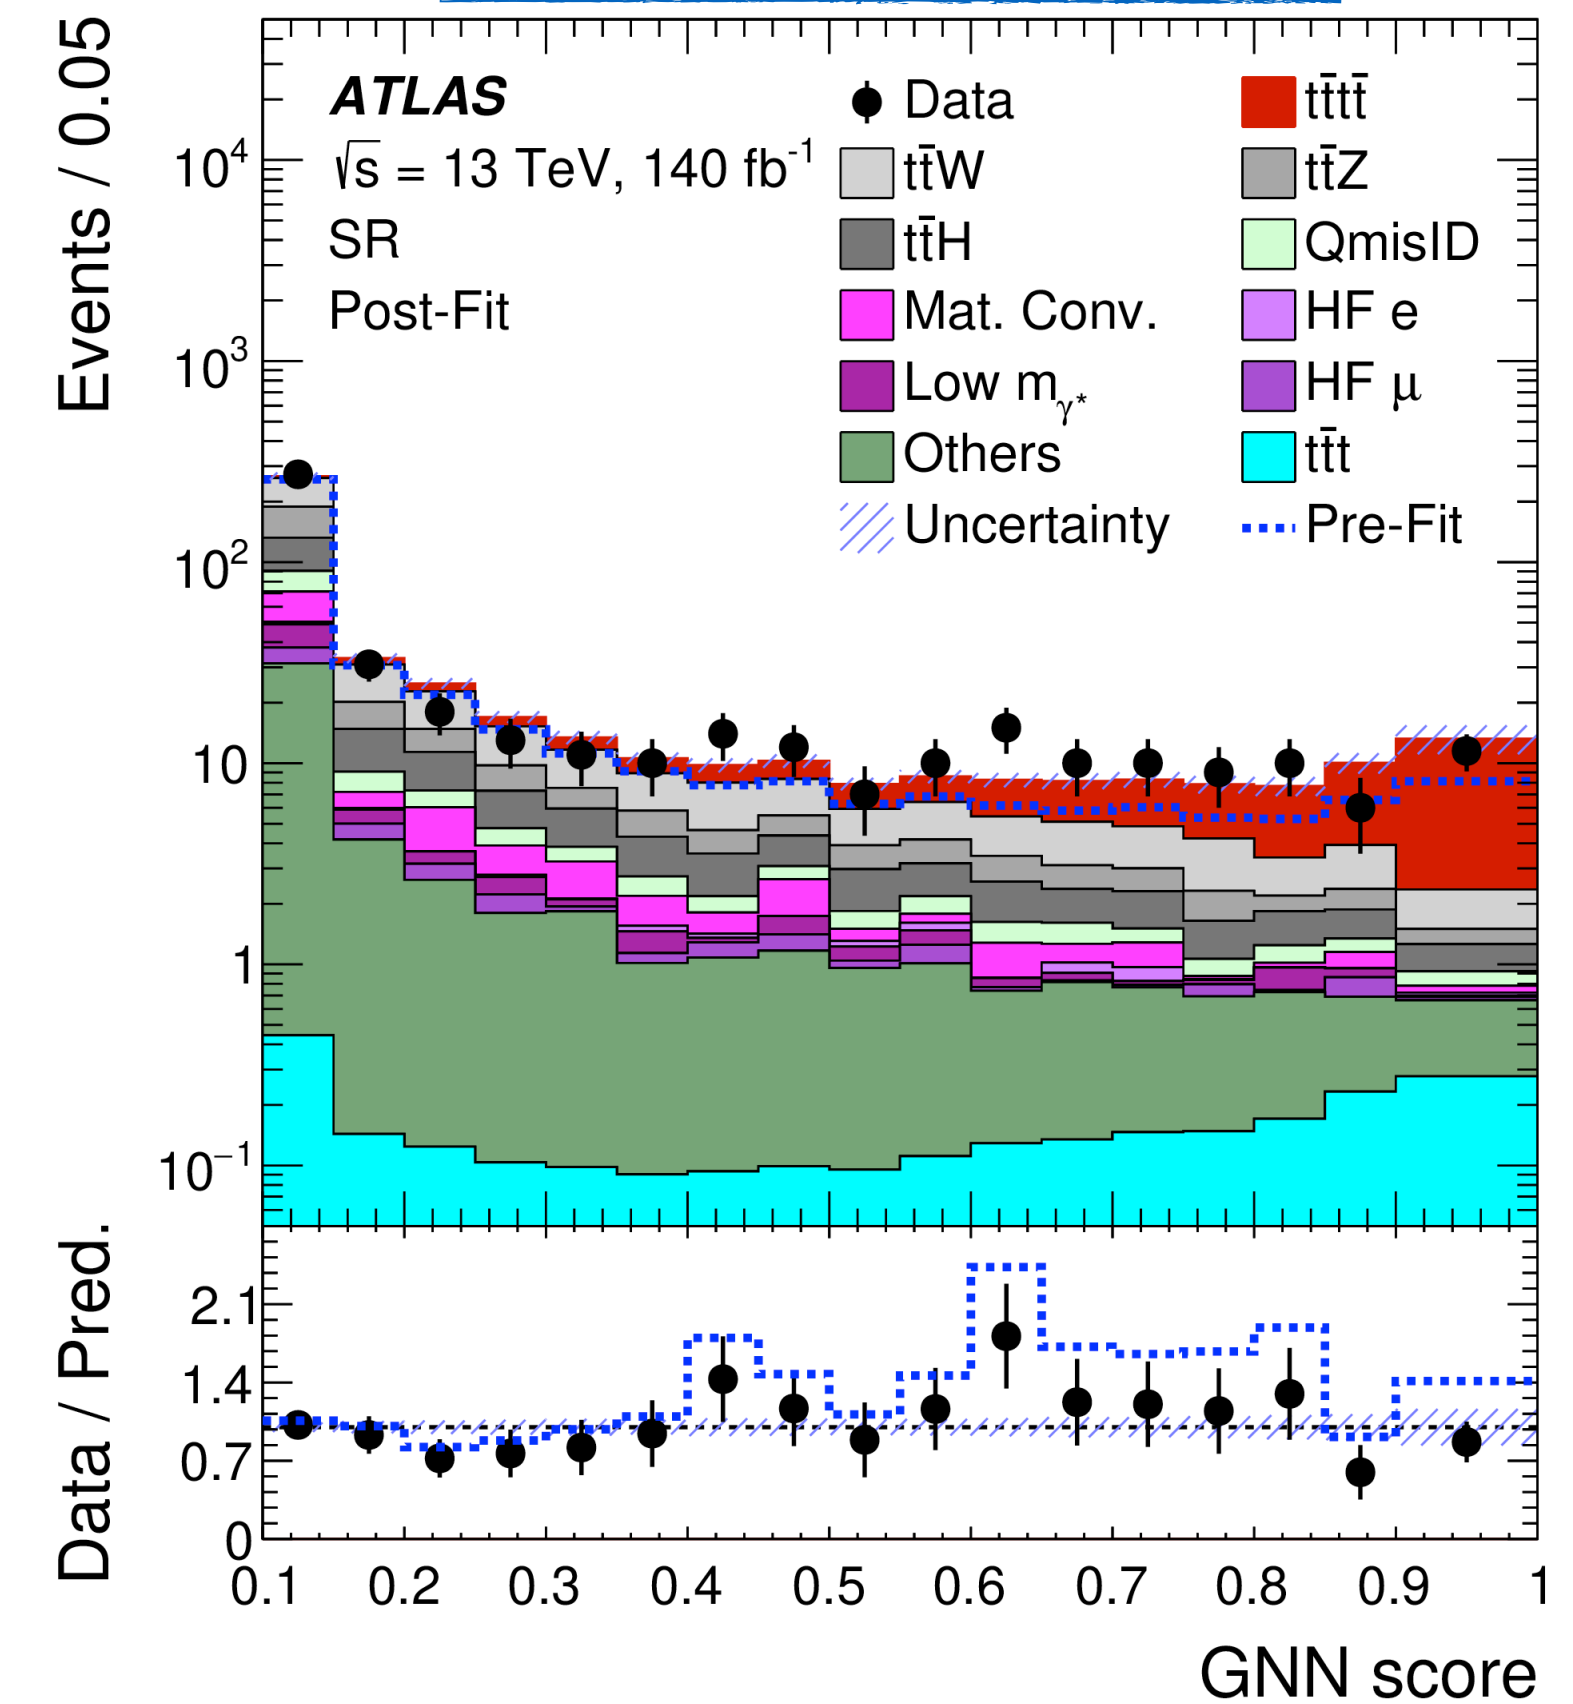 Events / 0.05
ATLAS
√s = 13 TeV, 140 fb⁻¹
SR
Post-Fit
Data
tt̄tt̄
tt̄W
tt̄Z
tt̄H
QmisID
Mat. Conv.
HF e
Low m_γ*
HF μ
Others
tt̄t
Uncertainty
Pre-Fit
10⁴
10³
10²
10
1
10⁻¹
Data / Pred.
2.1
1.4
0.7
0
0.1 0.2 0.3 0.4 0.5 0.6 0.7 0.8 0.9 1
GNN score